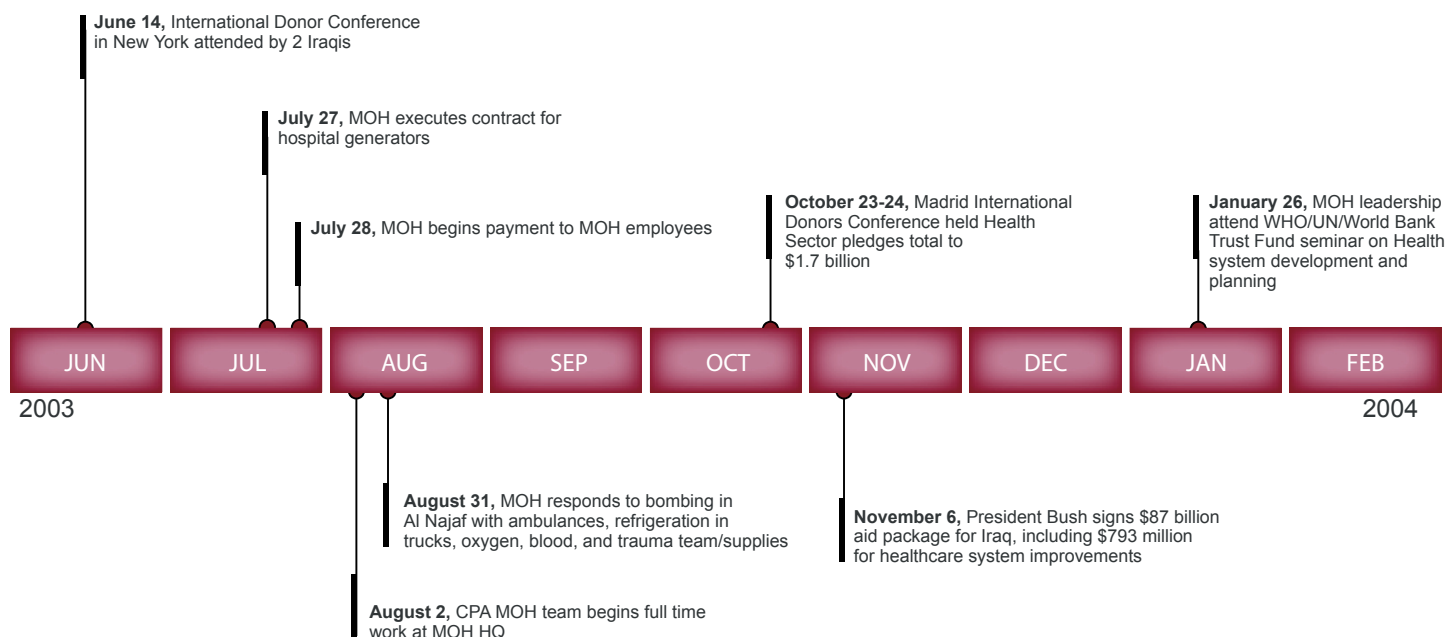 June 14, International Donor Conference
in New York attended by 2 Iraqis
July 27, MOH executes contract for
hospital generators
July 28, MOH begins payment to MOH employees
October 23-24, Madrid International
Donors Conference held Health
Sector pledges total to
$1.7 billion
January 26, MOH leadership
attend WHO/UN/World Bank
Trust Fund seminar on Health
system development and
planning
JUN
JUL
AUG
SEP
OCT
NOV
DEC
JAN
FEB
2003
2004
August 31, MOH responds to bombing in
Al Najaf with ambulances, refrigeration in
trucks, oxygen, blood, and trauma team/supplies
November 6, President Bush signs $87 billion
aid package for Iraq, including $793 million
for healthcare system improvements
August 2, CPA MOH team begins full time
work at MOH HQ